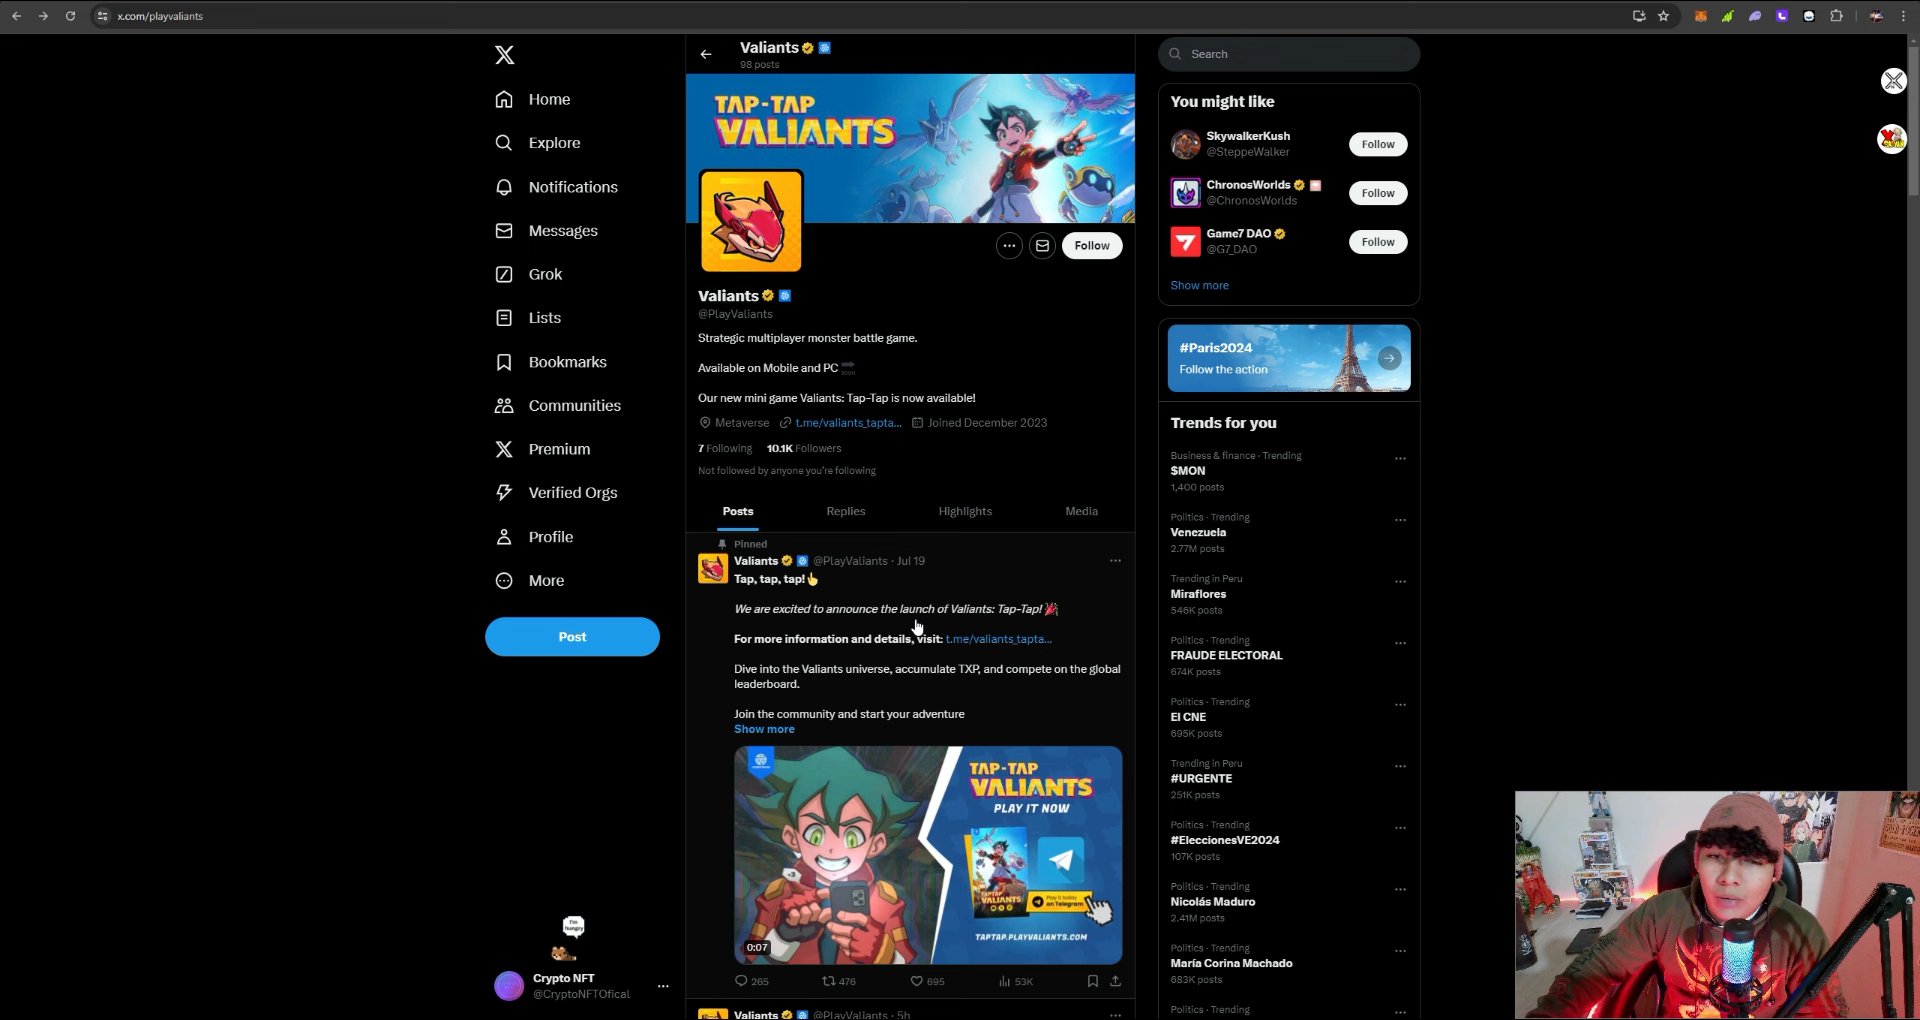 x.com/playvaliants
Home
Explore
Notifications
Messages
Grok
Lists
Bookmarks
Communities
Premium
Verified Orgs
Profile
More
Post
I'm hungry
Crypto NFT
@CryptoNFTOfical
Valiants
98 posts
TAP-TAP
VALIANTS
Follow
Valiants
@PlayValiants
Strategic multiplayer monster battle game.
Available on Mobile and PC SOON
Our new mini game Valiants: Tap-Tap is now available!
Metaverse t.me/valiants_tapta... Joined December 2023
7 Following 10.1K Followers
Not followed by anyone you're following
Posts Replies Highlights Media
Pinned
Valiants @PlayValiants · Jul 19
Tap, tap, tap!👆
We are excited to announce the launch of Valiants: Tap-Tap! 🎉
For more information and details, visit: t.me/valiants_tapta...
Dive into the Valiants universe, accumulate TXP, and compete on the global
leaderboard.
Join the community and start your adventure
Show more
TAP-TAP
VALIANTS
PLAY IT NOW
VALIANTS
Play it today
on Telegram
TAPTAP.PLAYVALIANTS.COM
0:07
265 476 695 53K
Valiants @PlayValiants · 5h
Search
You might like
SkywalkerKush
@SteppeWalker
Follow
ChronosWorlds
@ChronosWorlds
Follow
Game7 DAO
@G7_DAO
Follow
Show more
#Paris2024
Follow the action
Trends for you
Business & finance · Trending
$MON
1,400 posts
Politics · Trending
Venezuela
2.77M posts
Trending in Peru
Miraflores
546K posts
Politics · Trending
FRAUDE ELECTORAL
674K posts
Politics · Trending
El CNE
695K posts
Trending in Peru
#URGENTE
251K posts
Politics · Trending
#EleccionesVE2024
107K posts
Politics · Trending
Nicolás Maduro
2.41M posts
Politics · Trending
María Corina Machado
683K posts
Politics · Trending